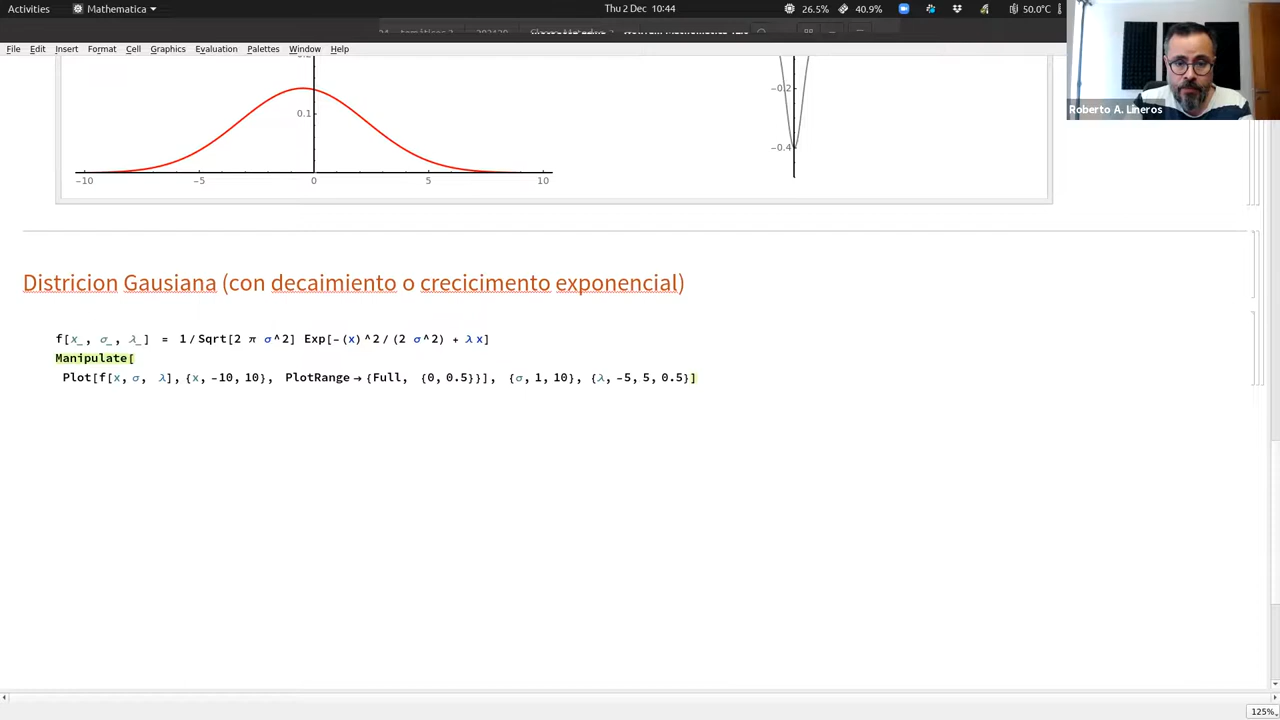 Activities Mathematica Thu 2 Dec 10:44 26.5% 40.9% 50.0°C
File Edit Insert Format Cell Graphics Evaluation Palettes Window Help
Roberto A. Lineros
0.1
-10 -5 0 5 10
-0.2
-0.4
Districion Gausiana (con decaimiento o crecicimento exponencial)
f[x_, σ_, λ_] = 1/Sqrt[2 π σ^2] Exp[-(x)^2/(2 σ^2) + λ x]
Manipulate[
Plot[f[x, σ, λ], {x, -10, 10}, PlotRange → {Full, {0, 0.5}}], {σ, 1, 10}, {λ, -5, 5, 0.5}]
125%